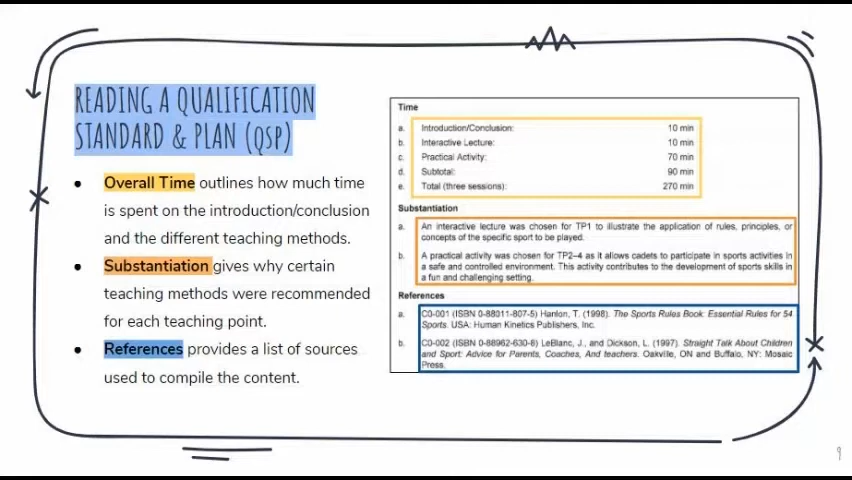 READING A QUALIFICATION
STANDARD & PLAN (QSP)
● Overall Time outlines how much time
is spent on the introduction/conclusion
and the different teaching methods.
● Substantiation gives why certain
teaching methods were recommended
for each teaching point.
● References provides a list of sources
used to compile the content.
Time
a. Introduction/Conclusion: 10 min
b. Interactive Lecture: 10 min
c. Practical Activity: 70 min
d. Subtotal: 90 min
e. Total (three sessions): 270 min
Substantiation
a. An interactive lecture was chosen for TP1 to illustrate the application of rules, principles, or
concepts of the specific sport to be played.
b. A practical activity was chosen for TP2–4 as it allows cadets to participate in sports activities in
a safe and controlled environment. This activity contributes to the development of sports skills in
a fun and challenging setting.
References
a. C0-001 (ISBN 0-88011-807-5) Hanlon, T. (1998). The Sports Rules Book: Essential Rules for 54
Sports. USA: Human Kinetics Publishers, Inc.
b. C0-002 (ISBN 0-88962-630-8) LeBlanc, J., and Dickson, L. (1997). Straight Talk About Children
and Sport: Advice for Parents, Coaches, And teachers. Oakville, ON and Buffalo, NY: Mosaic
Press.
9